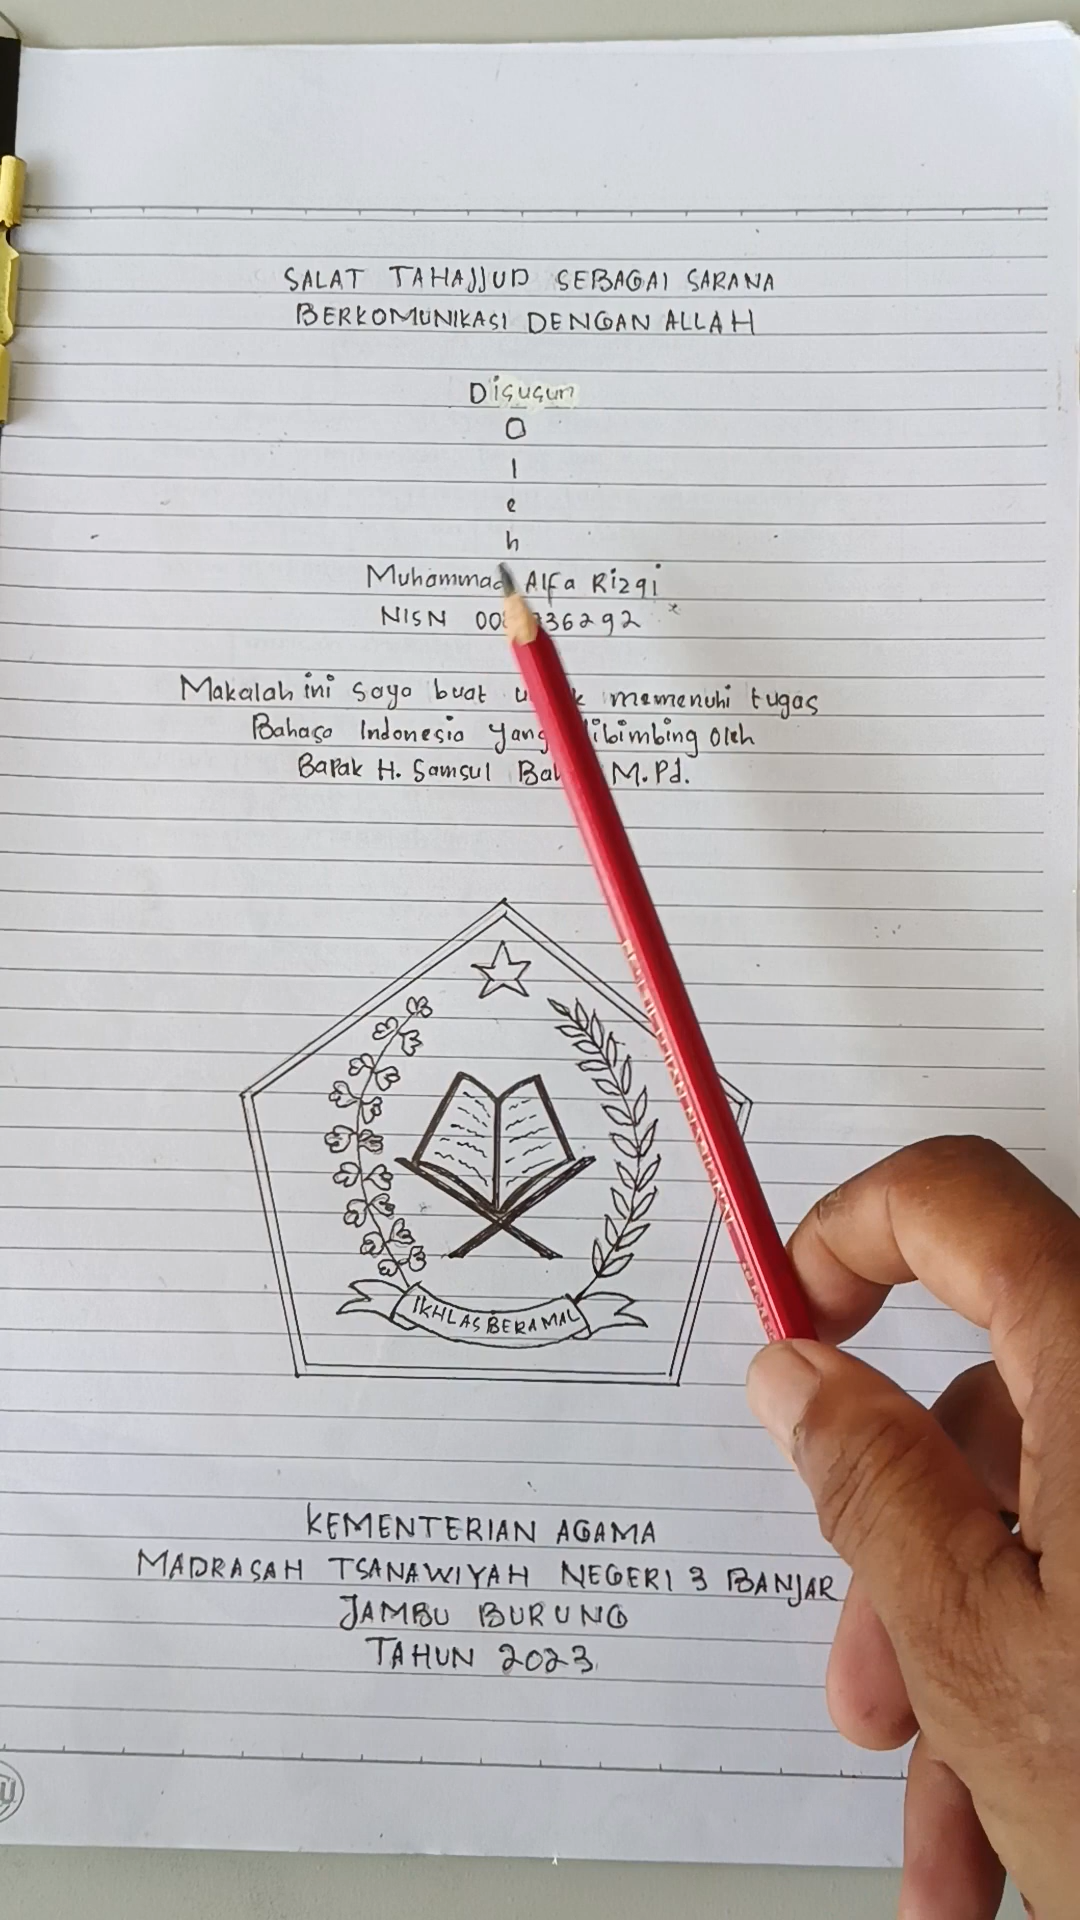 SALAT TAHAJJUD SEBAGAI SARANA
BERKOMUNIKASI DENGAN ALLAH
Disusun
O
l
e
h
Muhammad Alfa Rizqi
NISN 36292
Makalah ini saya buat memenuhi tugas
Bahasa Indonesia yang dibimbing oleh
Bapak H. Samsul M.Pd.
IKHLAS BERAMAL
KEMENTERIAN AGAMA
MADRASAH TSANAWIYAH NEGERI 3 BANJAR
JAMBU BURUNG
TAHUN 2023